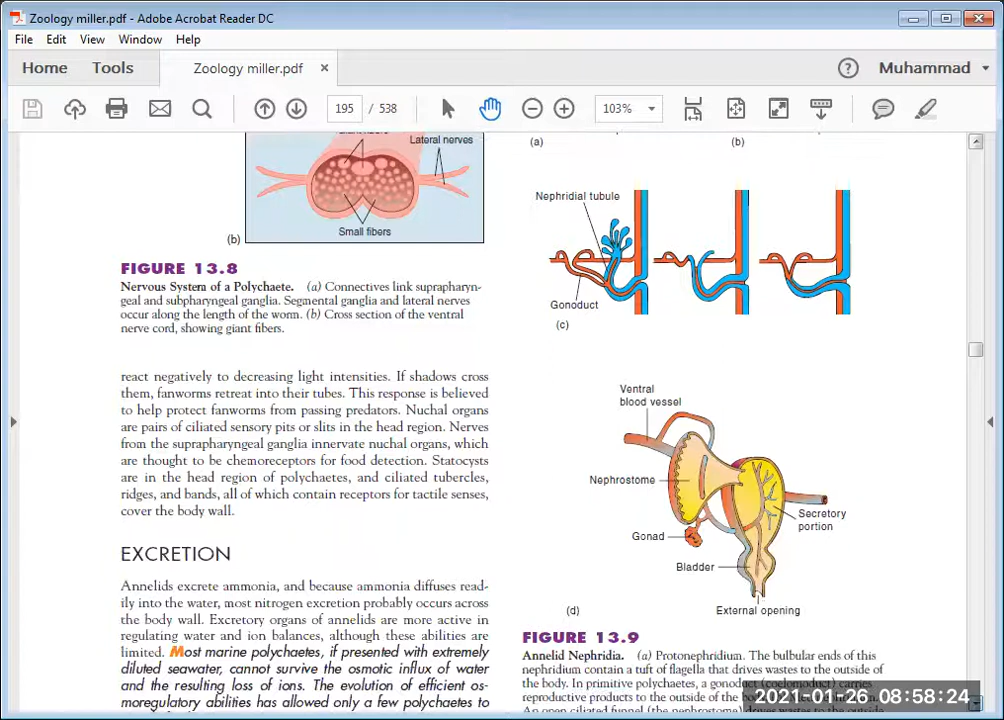 Zoology miller.pdf - Adobe Acrobat Reader DC
File Edit View Window Help
Home Tools Zoology miller.pdf × ? Muhammad
195 / 538 103%
Lateral nerves
Small fibers
(b)
FIGURE 13.8
Nervous System of a Polychaete. (a) Connectives link suprapharyn-
geal and subpharyngeal ganglia. Segmental ganglia and lateral nerves
occur along the length of the worm. (b) Cross section of the ventral
nerve cord, showing giant fibers.
react negatively to decreasing light intensities. If shadows cross
them, fanworms retreat into their tubes. This response is believed
to help protect fanworms from passing predators. Nuchal organs
are pairs of ciliated sensory pits or slits in the head region. Nerves
from the suprapharyngeal ganglia innervate nuchal organs, which
are thought to be chemoreceptors for food detection. Statocysts
are in the head region of polychaetes, and ciliated tubercles,
ridges, and bands, all of which contain receptors for tactile senses,
cover the body wall.
EXCRETION
Annelids excrete ammonia, and because ammonia diffuses read-
ily into the water, most nitrogen excretion probably occurs across
the body wall. Excretory organs of annelids are more active in
regulating water and ion balances, although these abilities are
limited. Most marine polychaetes, if presented with extremely
diluted seawater, cannot survive the osmotic influx of water
and the resulting loss of ions. The evolution of efficient os-
moregulatory abilities has allowed only a few polychaetes to
(a)
(b)
Nephridial tubule
Gonoduct
(c)
Ventral
blood vessel
Nephrostome
Secretory
portion
Gonad
Bladder
(d)
External opening
FIGURE 13.9
Annelid Nephridia. (a) Protonephridium. The bulbular ends of this
nephridium contain a tuft of flagella that drives wastes to the outside of
the body. In primitive polychaetes, a gonoduct (coelomoduct) carries
reproductive products to the outside of the
An open ciliated funnel (the nephrostome) drives wastes to the outside
2021-01-26 08:58:24